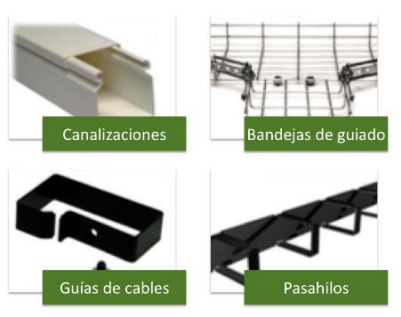 Canalizaciones
Bandejas de guiado
Guías de cables
Pasahilos